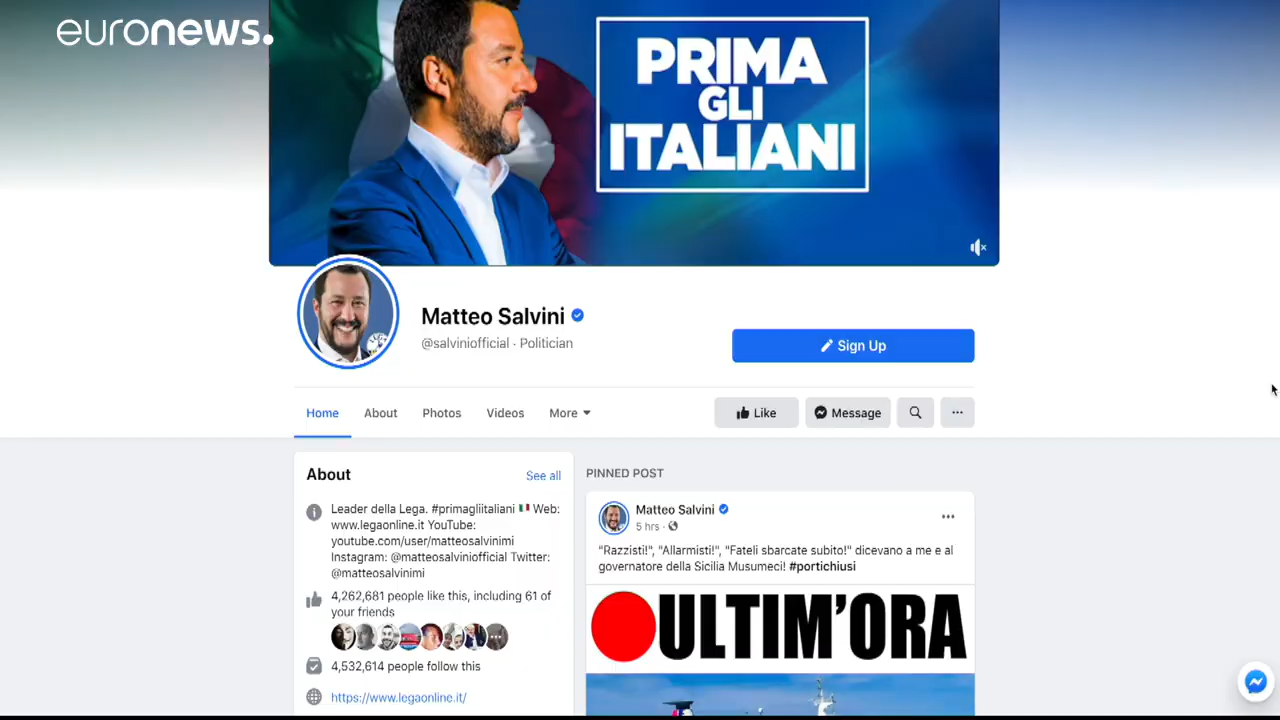 euronews.
PRIMA
GLI
ITALIANI
Matteo Salvini
@salviniofficial · Politician
Sign Up
Home About Photos Videos More
Like Message ...
About
See all
Leader della Lega. #primagliitaliani 🇮🇹 Web:
www.legaonline.it YouTube:
youtube.com/user/matteosalvinimi
Instagram: @matteosalviniofficial Twitter:
@matteosalvinimi
4,262,681 people like this, including 61 of
your friends
4,532,614 people follow this
https://www.legaonline.it/
PINNED POST
Matteo Salvini
5 hrs ·
"Razzisti!", "Allarmisti!", "Fateli sbarcate subito!" dicevano a me e al
governatore della Sicilia Musumeci! #portichiusi
ULTIM'ORA